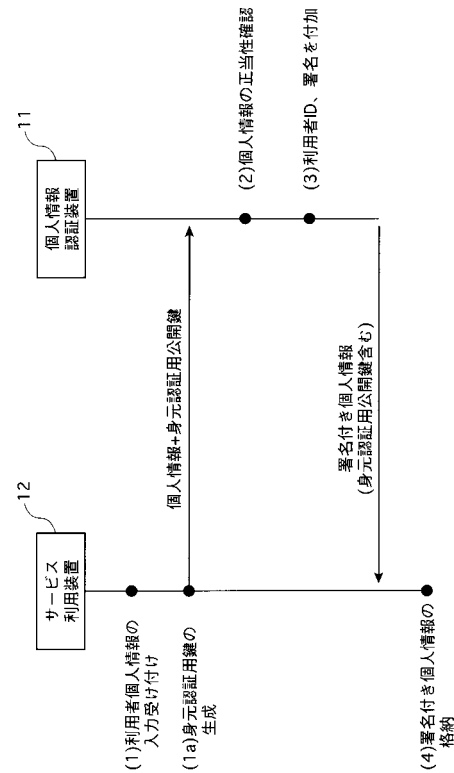 12
サービス
利用装置
11
個人情報
認証装置
(1)利用者個人情報の
入力受け付け
(1a)身元認証用鍵の
生成
個人情報+身元認証用公開鍵
(2)個人情報の正当性確認
(3)利用者ID、署名を付加
署名付き個人情報
(身元認証用公開鍵含む)
(4)署名付き個人情報の
格納